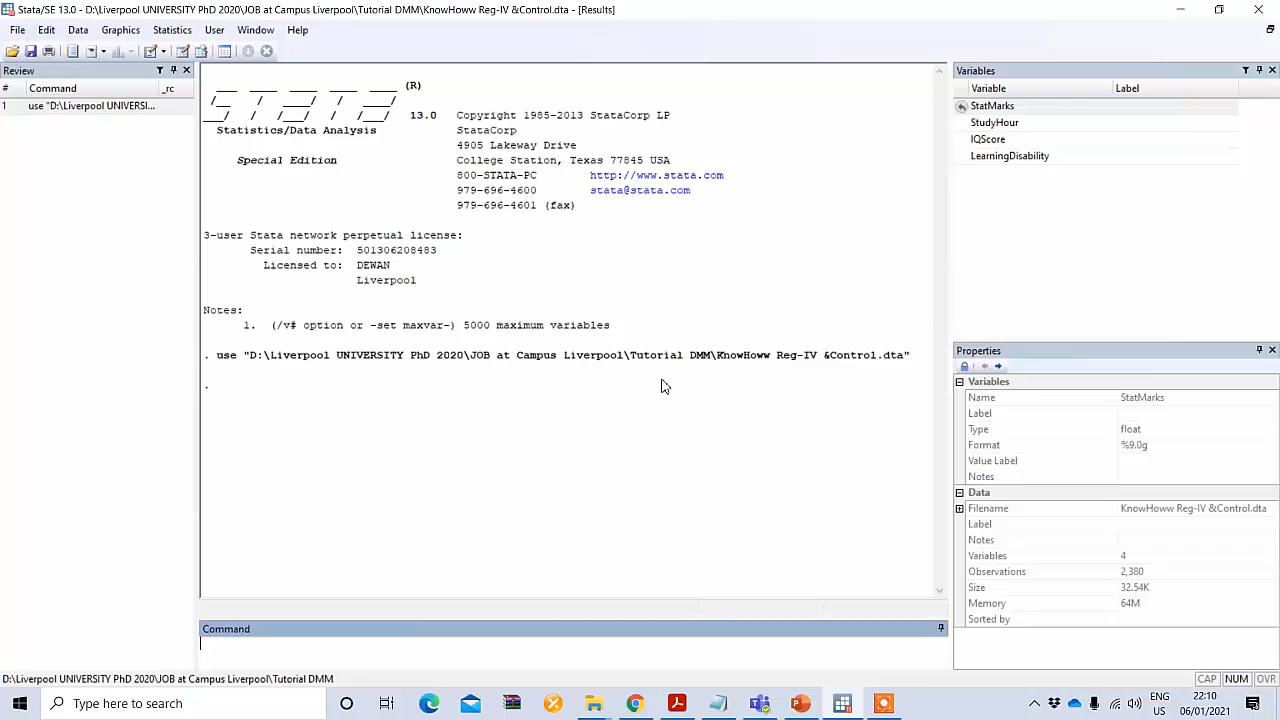 Stata/SE 13.0 - D:\Liverpool UNIVERSITY PhD 2020\JOB at Campus Liverpool\Tutorial DMM\KnowHoww Reg-IV &Control.dta - [Results]
File Edit Data Graphics Statistics User Window Help
Review
# Command _rc
1 use "D:\Liverpool UNIVERSI...
(R)
13.0 Copyright 1985-2013 StataCorp LP
Statistics/Data Analysis StataCorp
4905 Lakeway Drive
Special Edition College Station, Texas 77845 USA
800-STATA-PC http://www.stata.com
979-696-4600 stata@stata.com
979-696-4601 (fax)
3-user Stata network perpetual license:
Serial number: 501306208483
Licensed to: DEWAN
Liverpool
Notes:
1. (/v# option or -set maxvar-) 5000 maximum variables
. use "D:\Liverpool UNIVERSITY PhD 2020\JOB at Campus Liverpool\Tutorial DMM\KnowHoww Reg-IV &Control.dta"
.
Command
Variables
Variable Label
StatMarks
StudyHour
IQScore
LearningDisability
Properties
Variables
Name StatMarks
Label
Type float
Format %9.0g
Value Label
Notes
Data
Filename KnowHoww Reg-IV &Control.dta
Label
Notes
Variables 4
Observations 2,380
Size 32.54K
Memory 64M
Sorted by
D:\Liverpool UNIVERSITY PhD 2020\JOB at Campus Liverpool\Tutorial DMM
CAP NUM OVR
Type here to search
ENG
US
22:10
06/01/2021